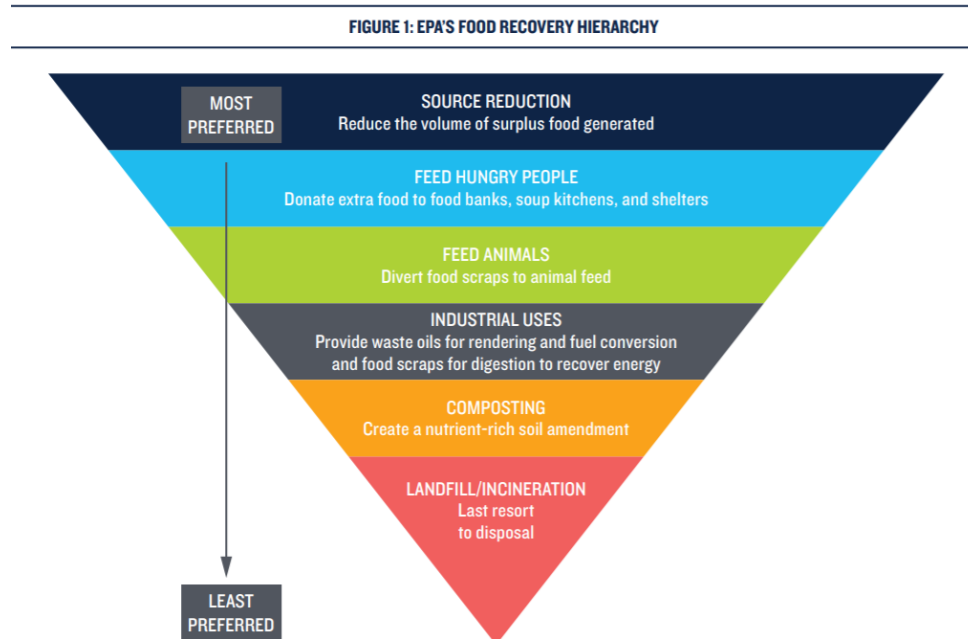 FIGURE 1: EPA'S FOOD RECOVERY HIERARCHY
MOST
PREFERRED
SOURCE REDUCTION
Reduce the volume of surplus food generated
FEED HUNGRY PEOPLE
Donate extra food to food banks, soup kitchens, and shelters
FEED ANIMALS
Divert food scraps to animal feed
INDUSTRIAL USES
Provide waste oils for rendering and fuel conversion
and food scraps for digestion to recover energy
COMPOSTING
Create a nutrient-rich soil amendment
LANDFILL/INCINERATION
Last resort
to disposal
LEAST
PREFERRED